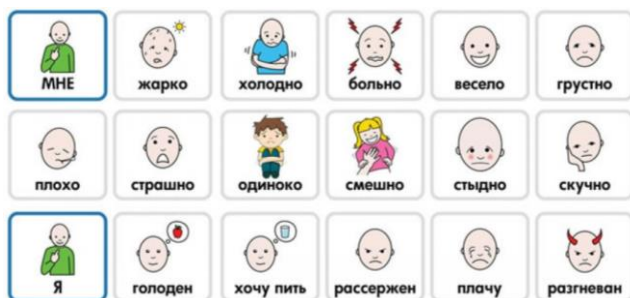 МНЕ жарко холодно больно весело грустно
плохо страшно одиноко смешно стыдно скучно
Я голоден хочу пить рассержен плачу разгневан